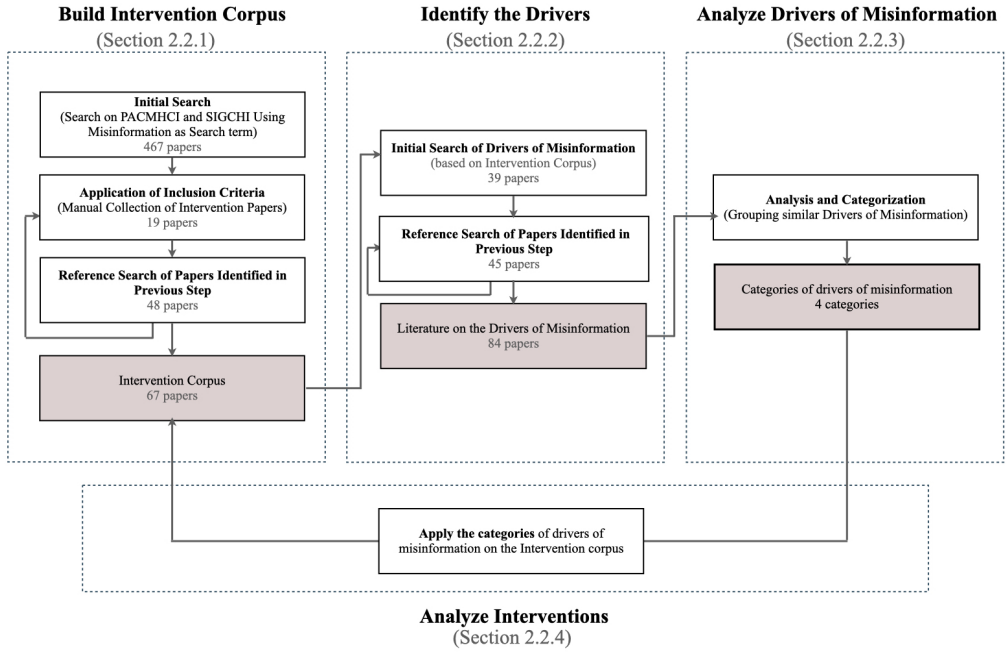 Build Intervention Corpus
(Section 2.2.1)
Initial Search
(Search on PACMHCI and SIGCHI Using
Misinformation as Search term)
467 papers
Application of Inclusion Criteria
(Manual Collection of Intervention Papers)
19 papers
Reference Search of Papers Identified in
Previous Step
48 papers
Intervention Corpus
67 papers
Identify the Drivers
(Section 2.2.2)
Initial Search of Drivers of Misinformation
(based on Intervention Corpus)
39 papers
Reference Search of Papers Identified in
Previous Step
45 papers
Literature on the Drivers of Misinformation
84 papers
Analyze Drivers of Misinformation
(Section 2.2.3)
Analysis and Categorization
(Grouping similar Drivers of Misinformation)
Categories of drivers of misinformation
4 categories
Apply the categories of drivers of
misinformation on the Intervention corpus
Analyze Interventions
(Section 2.2.4)